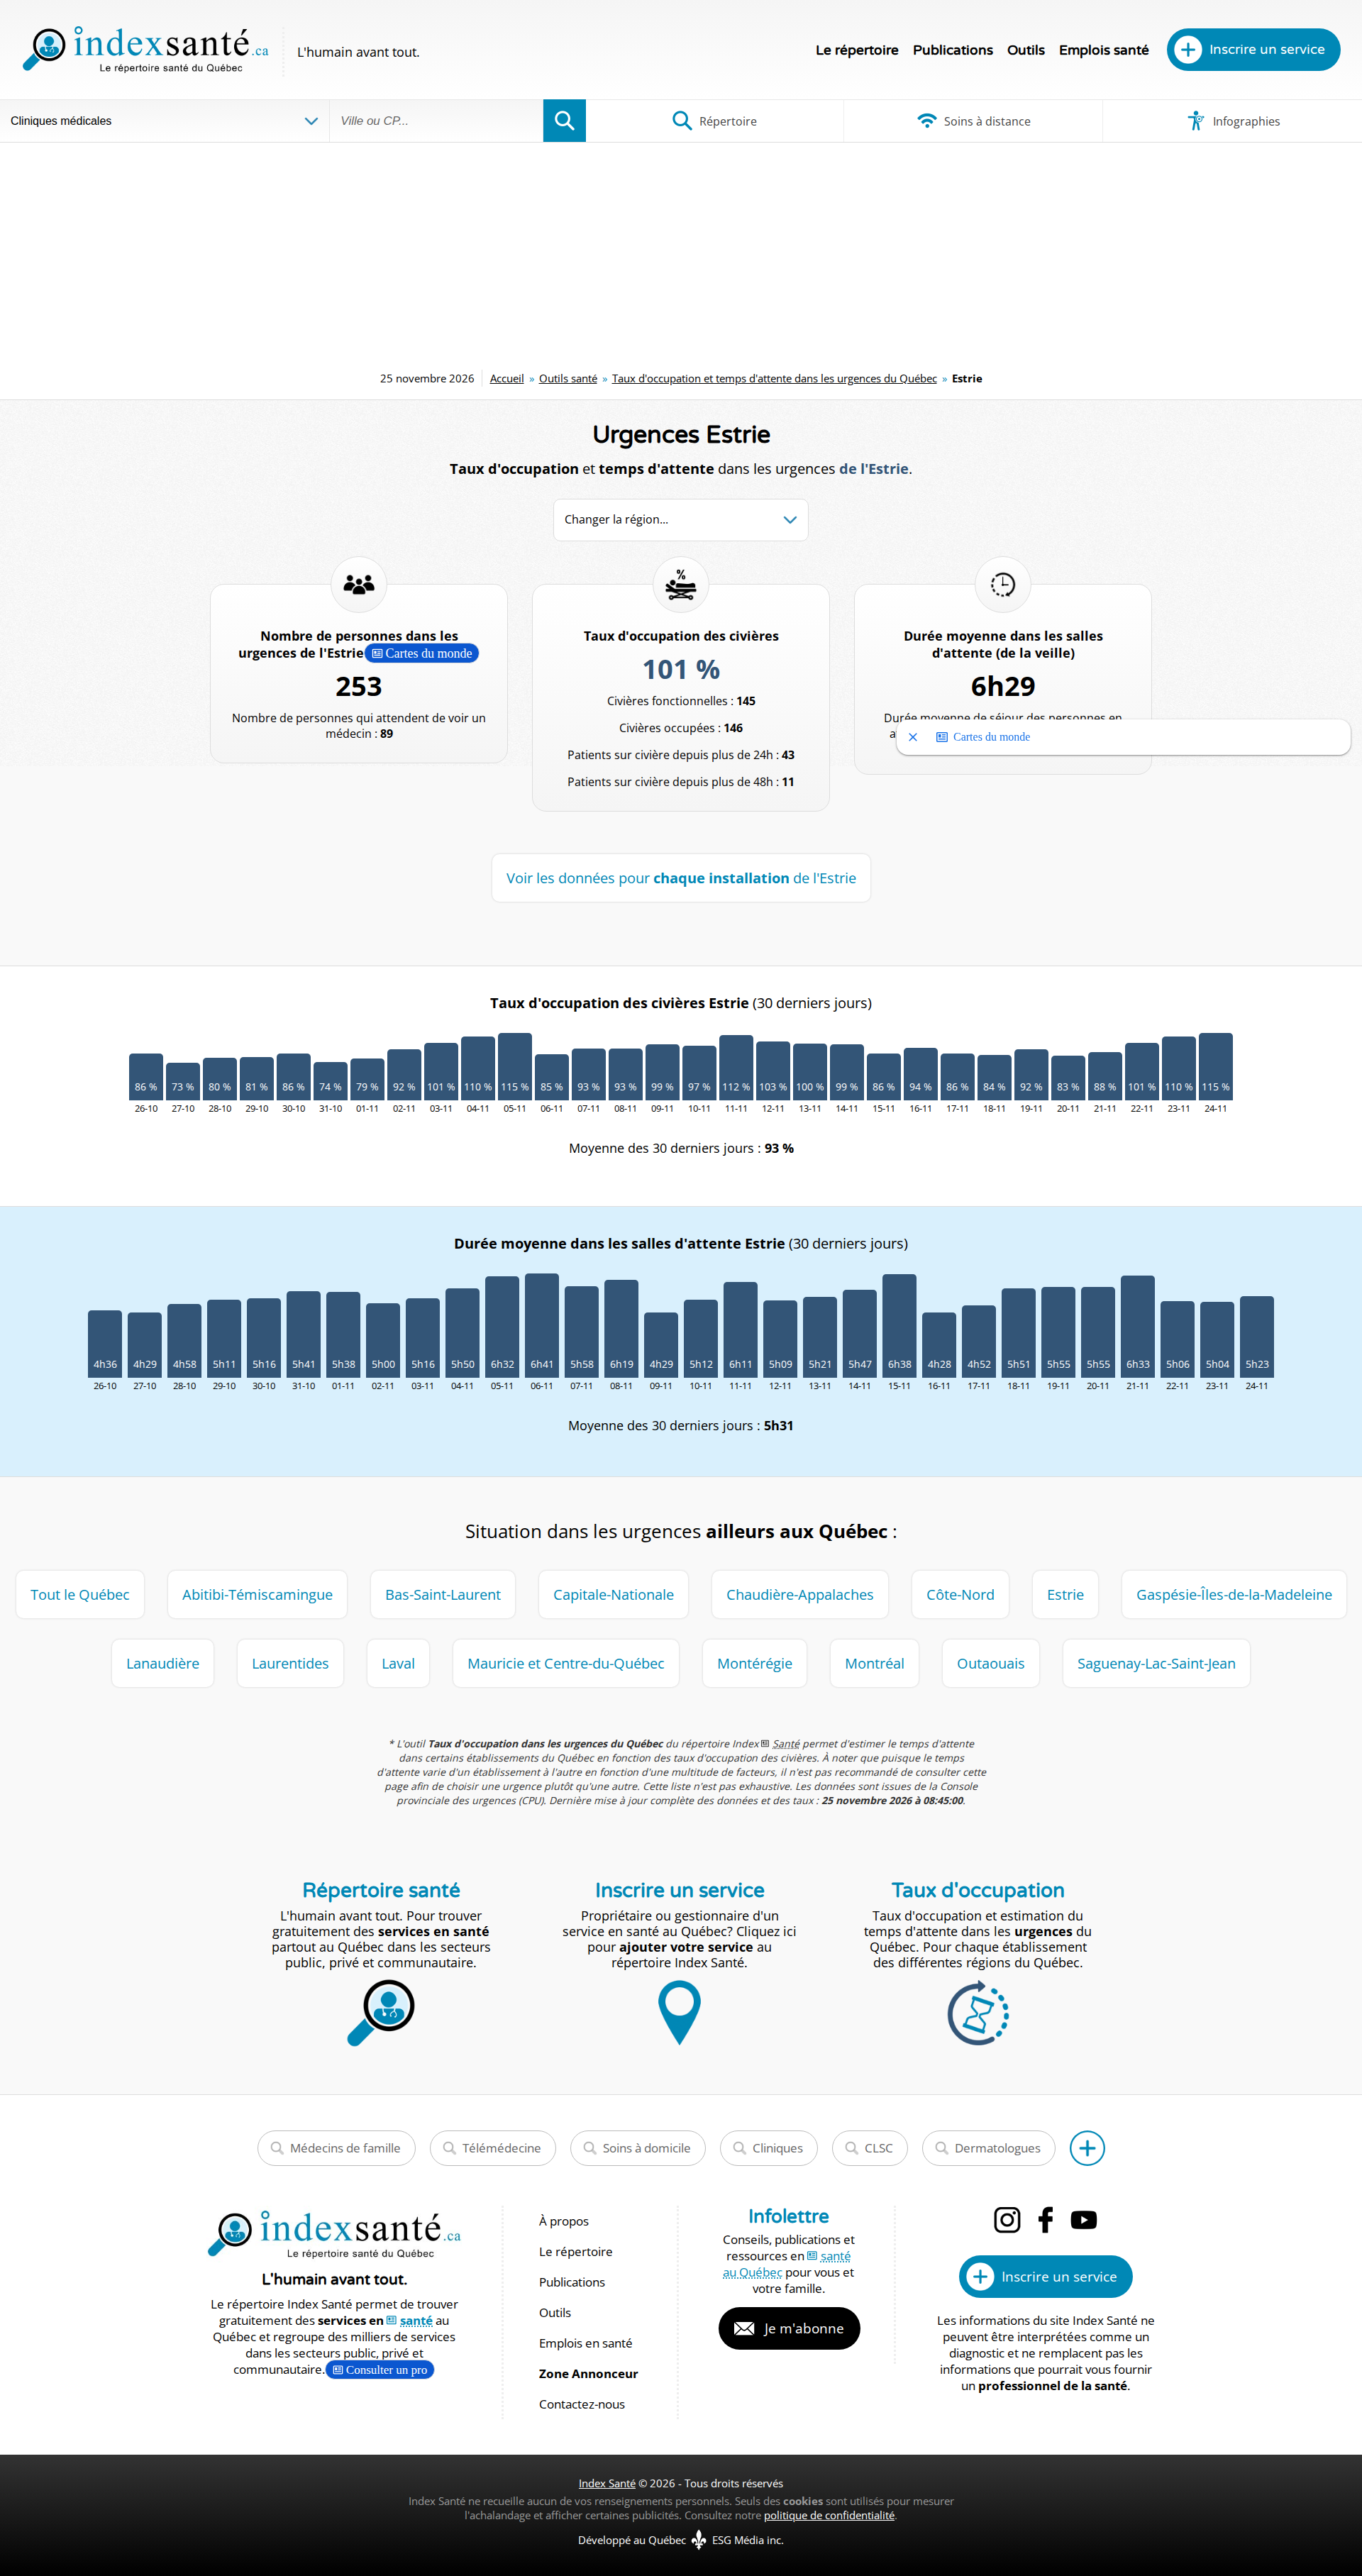 indexsanté.ca
Le répertoire santé du Québec
L'humain avant tout.
Le répertoire Publications Outils Emplois santé Inscrire un service
Cliniques médicales Ville ou CP... Répertoire Soins à distance Infographies
25 novembre 2026 Accueil » Outils santé » Taux d'occupation et temps d'attente dans les urgences du Québec » Estrie
Urgences Estrie
Taux d'occupation et temps d'attente dans les urgences de l'Estrie.
Changer la région...
Nombre de personnes dans les
urgences de l'Estrie Cartes du monde
253
Nombre de personnes qui attendent de voir un
médecin : 89
%
Taux d'occupation des civières
101 %
Civières fonctionnelles : 145
Civières occupées : 146
Patients sur civière depuis plus de 24h : 43
Patients sur civière depuis plus de 48h : 11
Durée moyenne dans les salles
d'attente (de la veille)
6h29
Durée moyenne de séjour des personnes en
Cartes du monde
Voir les données pour chaque installation de l'Estrie
Taux d'occupation des civières Estrie (30 derniers jours)
86 % 73 % 80 % 81 % 86 % 74 % 79 % 92 % 101 % 110 % 115 % 85 % 93 % 93 % 99 % 97 % 112 % 103 % 100 % 99 % 86 % 94 % 86 % 84 % 92 % 83 % 88 % 101 % 110 % 115 %
26-10 27-10 28-10 29-10 30-10 31-10 01-11 02-11 03-11 04-11 05-11 06-11 07-11 08-11 09-11 10-11 11-11 12-11 13-11 14-11 15-11 16-11 17-11 18-11 19-11 20-11 21-11 22-11 23-11 24-11
Moyenne des 30 derniers jours : 93 %
Durée moyenne dans les salles d'attente Estrie (30 derniers jours)
4h36 4h29 4h58 5h11 5h16 5h41 5h38 5h00 5h16 5h50 6h32 6h41 5h58 6h19 4h29 5h12 6h11 5h09 5h21 5h47 6h38 4h28 4h52 5h51 5h55 5h55 6h33 5h06 5h04 5h23
26-10 27-10 28-10 29-10 30-10 31-10 01-11 02-11 03-11 04-11 05-11 06-11 07-11 08-11 09-11 10-11 11-11 12-11 13-11 14-11 15-11 16-11 17-11 18-11 19-11 20-11 21-11 22-11 23-11 24-11
Moyenne des 30 derniers jours : 5h31
Situation dans les urgences ailleurs aux Québec :
Tout le Québec Abitibi-Témiscamingue Bas-Saint-Laurent Capitale-Nationale Chaudière-Appalaches Côte-Nord Estrie Gaspésie-Îles-de-la-Madeleine
Lanaudière Laurentides Laval Mauricie et Centre-du-Québec Montérégie Montréal Outaouais Saguenay-Lac-Saint-Jean
* L'outil Taux d'occupation dans les urgences du Québec du répertoire Index Santé permet d'estimer le temps d'attente
dans certains établissements du Québec en fonction des taux d'occupation des civières. À noter que puisque le temps
d'attente varie d'un établissement à l'autre en fonction d'une multitude de facteurs, il n'est pas recommandé de consulter cette
page afin de choisir une urgence plutôt qu'une autre. Cette liste n'est pas exhaustive. Les données sont issues de la Console
provinciale des urgences (CPU). Dernière mise à jour complète des données et des taux : 25 novembre 2026 à 08:45:00.
Répertoire santé
L'humain avant tout. Pour trouver
gratuitement des services en santé
partout au Québec dans les secteurs
public, privé et communautaire.
Inscrire un service
Propriétaire ou gestionnaire d'un
service en santé au Québec? Cliquez ici
pour ajouter votre service au
répertoire Index Santé.
Taux d'occupation
Taux d'occupation et estimation du
temps d'attente dans les urgences du
Québec. Pour chaque établissement
des différentes régions du Québec.
Médecins de famille Télémédecine Soins à domicile Cliniques CLSC Dermatologues
indexsanté.ca
Le répertoire santé du Québec
L'humain avant tout.
Le répertoire Index Santé permet de trouver
gratuitement des services en santé au
Québec et regroupe des milliers de services
dans les secteurs public, privé et
communautaire. Consulter un pro
À propos
Le répertoire
Publications
Outils
Emplois en santé
Zone Annonceur
Contactez-nous
Infolettre
Conseils, publications et
ressources en santé
au Québec pour vous et
votre famille.
Je m'abonne
Inscrire un service
Les informations du site Index Santé ne
peuvent être interprétées comme un
diagnostic et ne remplacent pas les
informations que pourrait vous fournir
un professionnel de la santé.
Index Santé © 2026 - Tous droits réservés
Index Santé ne recueille aucun de vos renseignements personnels. Seuls des cookies sont utilisés pour mesurer
l'achalandage et afficher certaines publicités. Consultez notre politique de confidentialité.
Développé au Québec ESG Média inc.